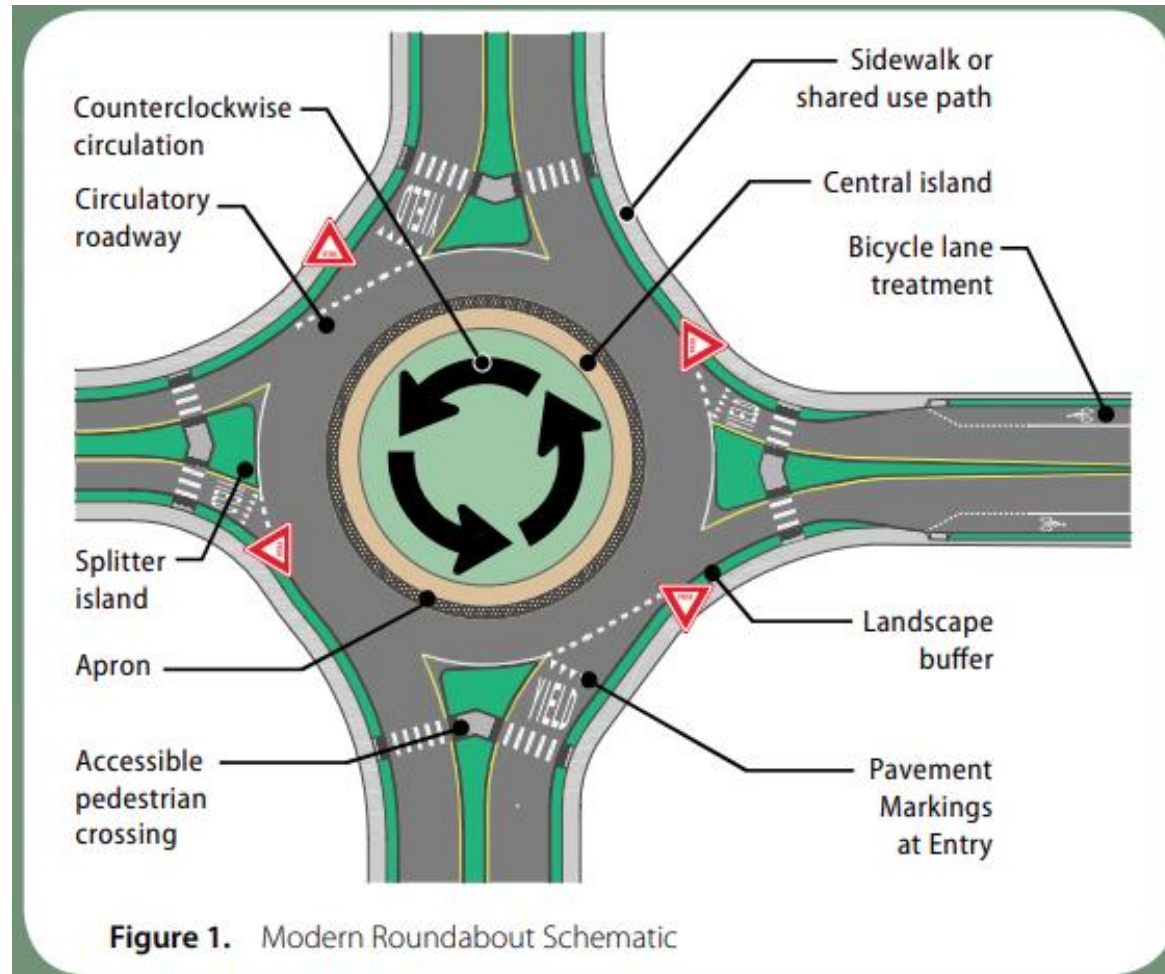 Counterclockwise
circulation
Circulatory
roadway
Splitter
island
Apron
Accessible
pedestrian
crossing
Sidewalk or
shared use path
Central island
Bicycle lane
treatment
Landscape
buffer
Pavement
Markings
at Entry
YIELD
YIELD
Figure 1. Modern Roundabout Schematic